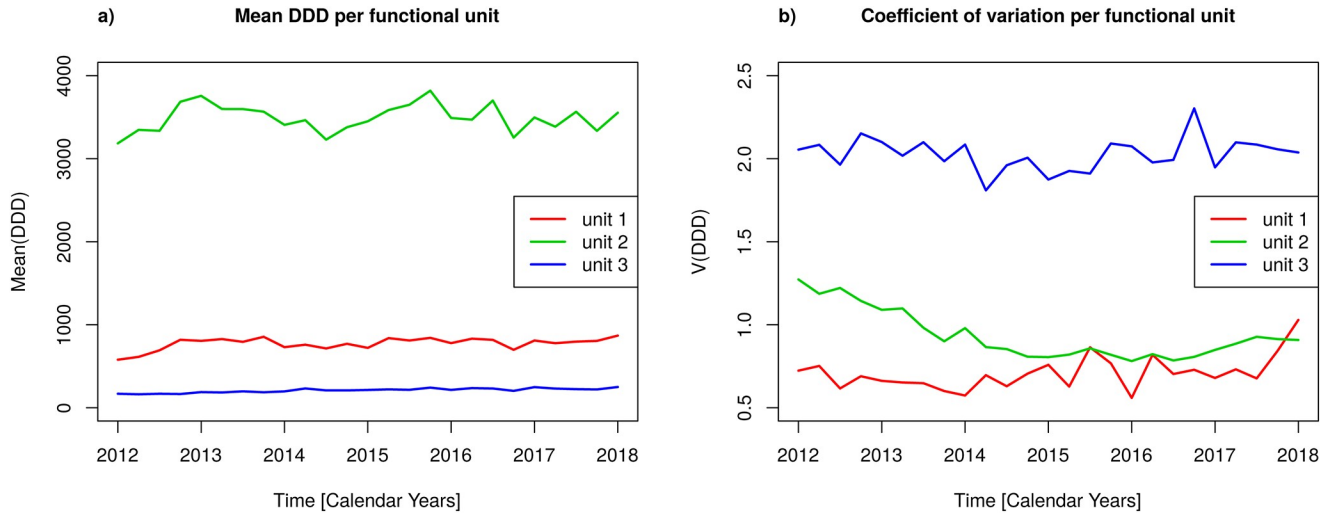 a) Mean DDD per functional unit
Mean(DDD)
4000
3000
2000
1000
0
unit 1
unit 2
unit 3
2012 2013 2014 2015 2016 2017 2018
Time [Calendar Years]
b) Coefficient of variation per functional unit
V(DDD)
2.5
2.0
1.5
1.0
0.5
unit 1
unit 2
unit 3
2012 2013 2014 2015 2016 2017 2018
Time [Calendar Years]